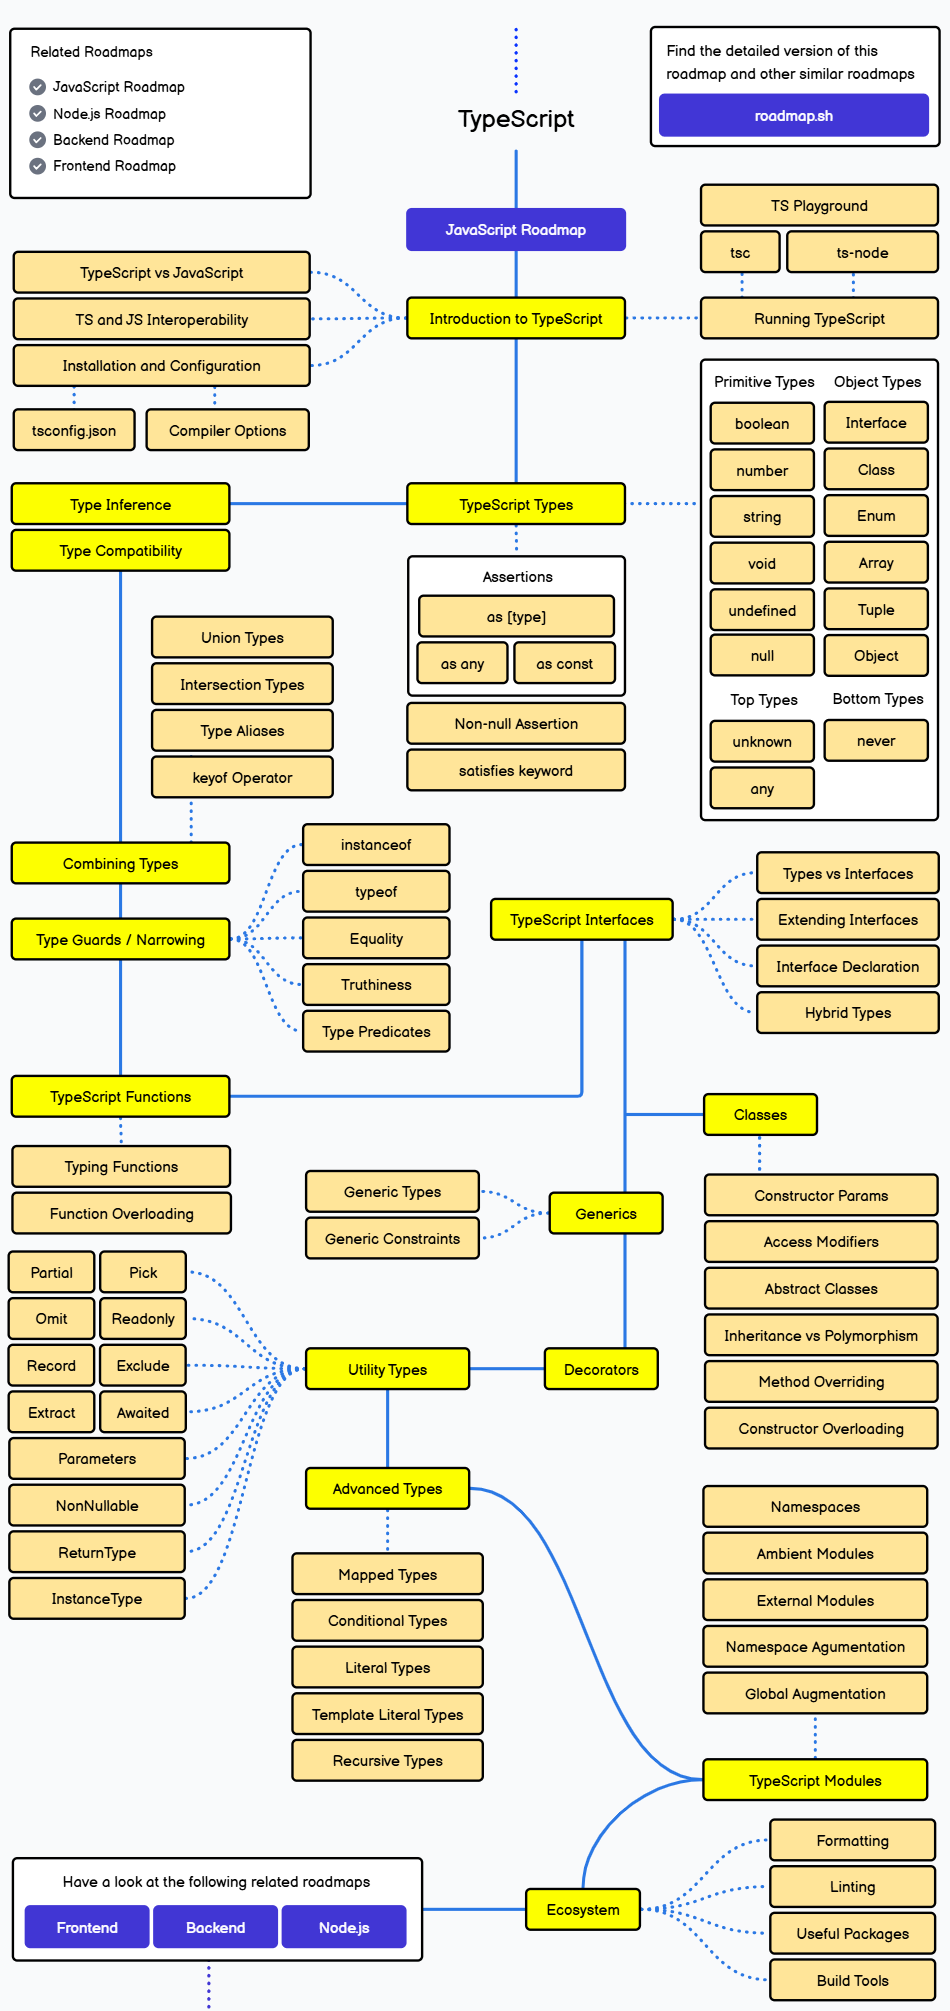 Related Roadmaps
JavaScript Roadmap
Node.js Roadmap
Backend Roadmap
Frontend Roadmap
TypeScript
Find the detailed version of this
roadmap and other similar roadmaps
roadmap.sh
JavaScript Roadmap
TS Playground
tsc
ts-node
Running TypeScript
TypeScript vs JavaScript
TS and JS Interoperability
Installation and Configuration
tsconfig.json
Compiler Options
Introduction to TypeScript
Primitive Types
Object Types
boolean
Interface
number
Class
string
Enum
void
Array
undefined
Tuple
null
Object
Top Types
Bottom Types
unknown
never
any
Type Inference
Type Compatibility
TypeScript Types
Assertions
as [type]
as any
as const
Non-null Assertion
satisfies keyword
Union Types
Intersection Types
Type Aliases
keyof Operator
Combining Types
Type Guards / Narrowing
instanceof
typeof
Equality
Truthiness
Type Predicates
TypeScript Interfaces
Types vs Interfaces
Extending Interfaces
Interface Declaration
Hybrid Types
TypeScript Functions
Typing Functions
Function Overloading
Classes
Constructor Params
Access Modifiers
Abstract Classes
Inheritance vs Polymorphism
Method Overriding
Constructor Overloading
Generic Types
Generic Constraints
Generics
Partial
Pick
Omit
Readonly
Record
Exclude
Extract
Awaited
Parameters
NonNullable
ReturnType
InstanceType
Utility Types
Decorators
Advanced Types
Mapped Types
Conditional Types
Literal Types
Template Literal Types
Recursive Types
Namespaces
Ambient Modules
External Modules
Namespace Agumentation
Global Augmentation
TypeScript Modules
Formatting
Linting
Useful Packages
Build Tools
Ecosystem
Have a look at the following related roadmaps
Frontend
Backend
Node.js